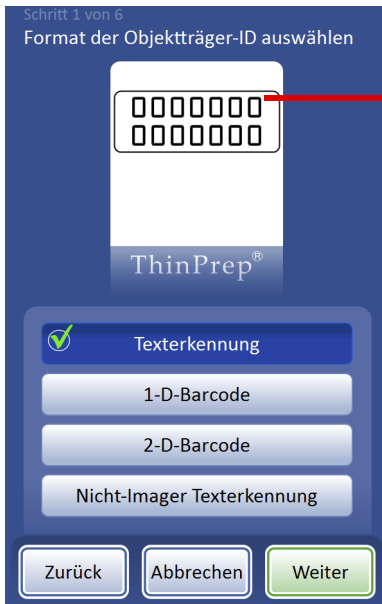 Schritt 1 von 6
Format der Objektträger-ID auswählen
0000000
0000000
ThinPrep®
Texterkennung
1-D-Barcode
2-D-Barcode
Nicht-Imager Texterkennung
Zurück Abbrechen Weiter